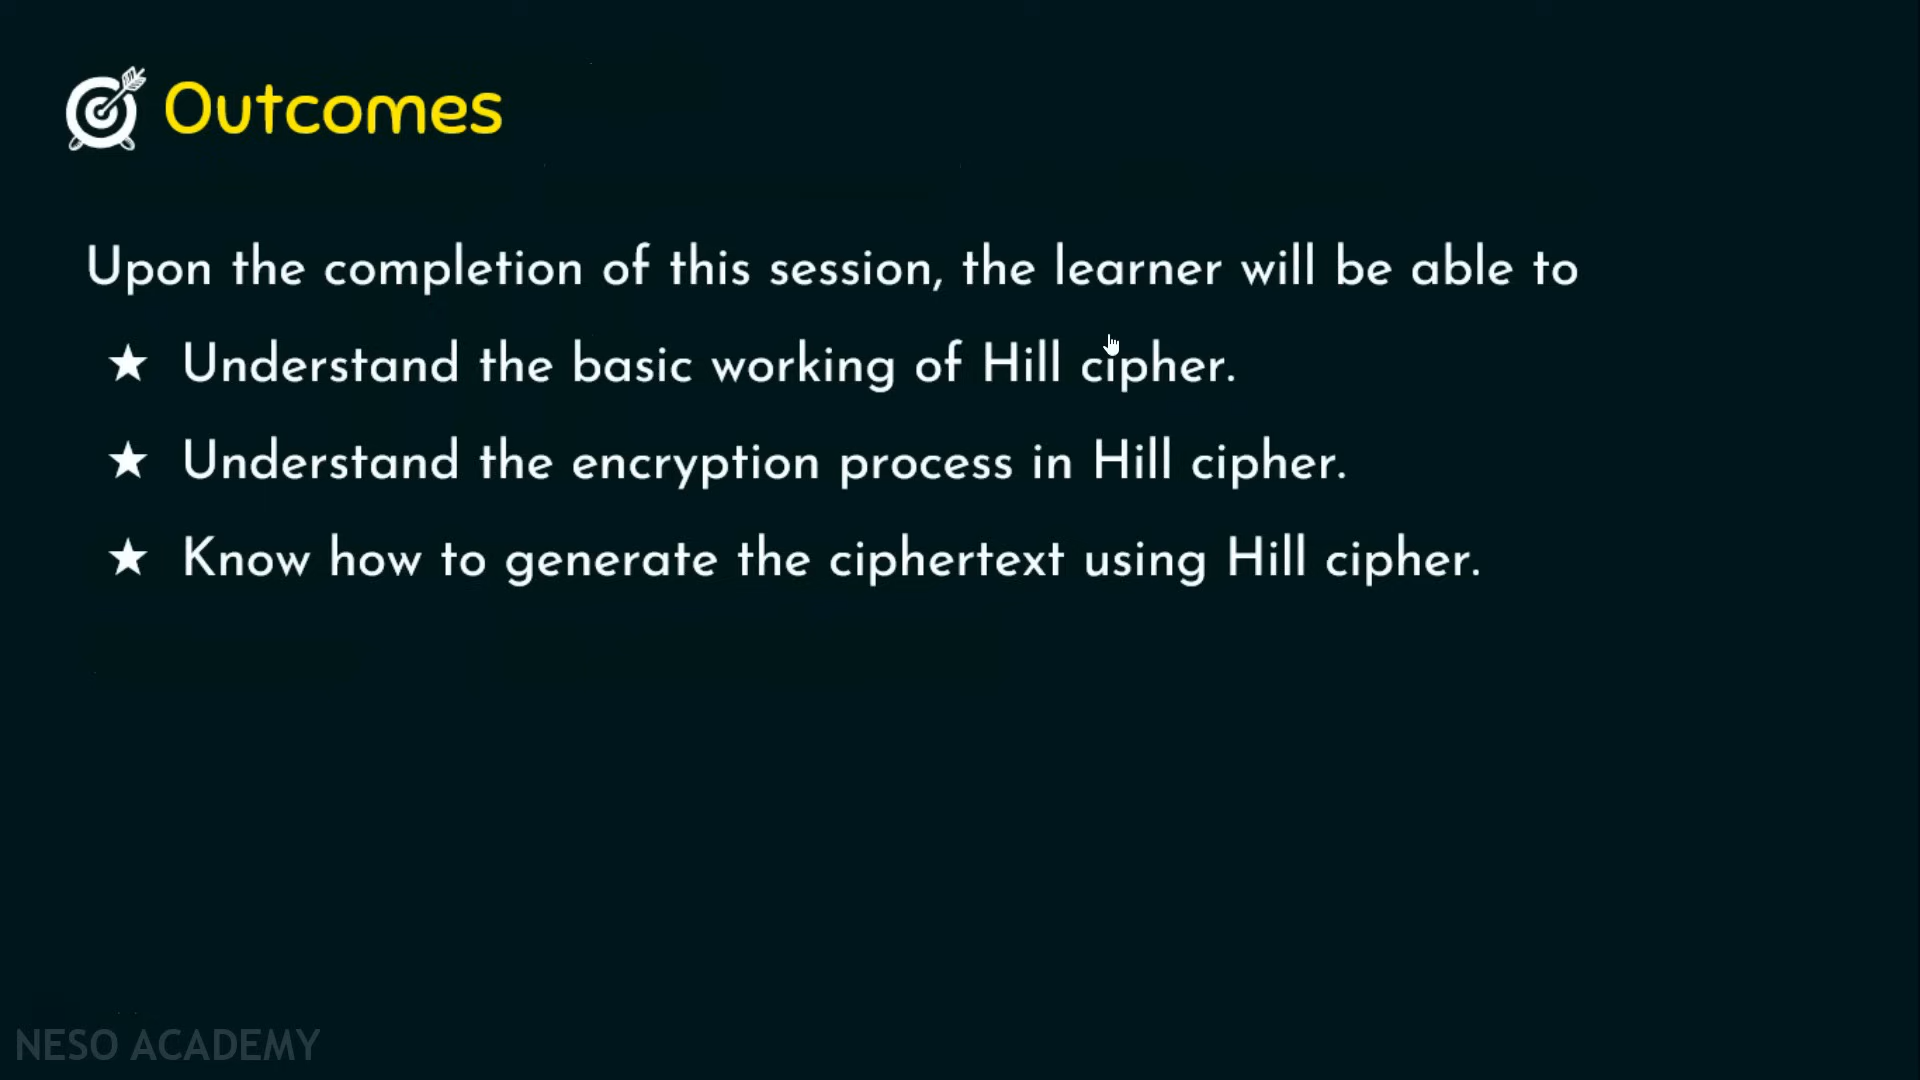 Outcomes
Upon the completion of this session, the learner will be able to
★ Understand the basic working of Hill cipher.
★ Understand the encryption process in Hill cipher.
★ Know how to generate the ciphertext using Hill cipher.
NESO ACADEMY